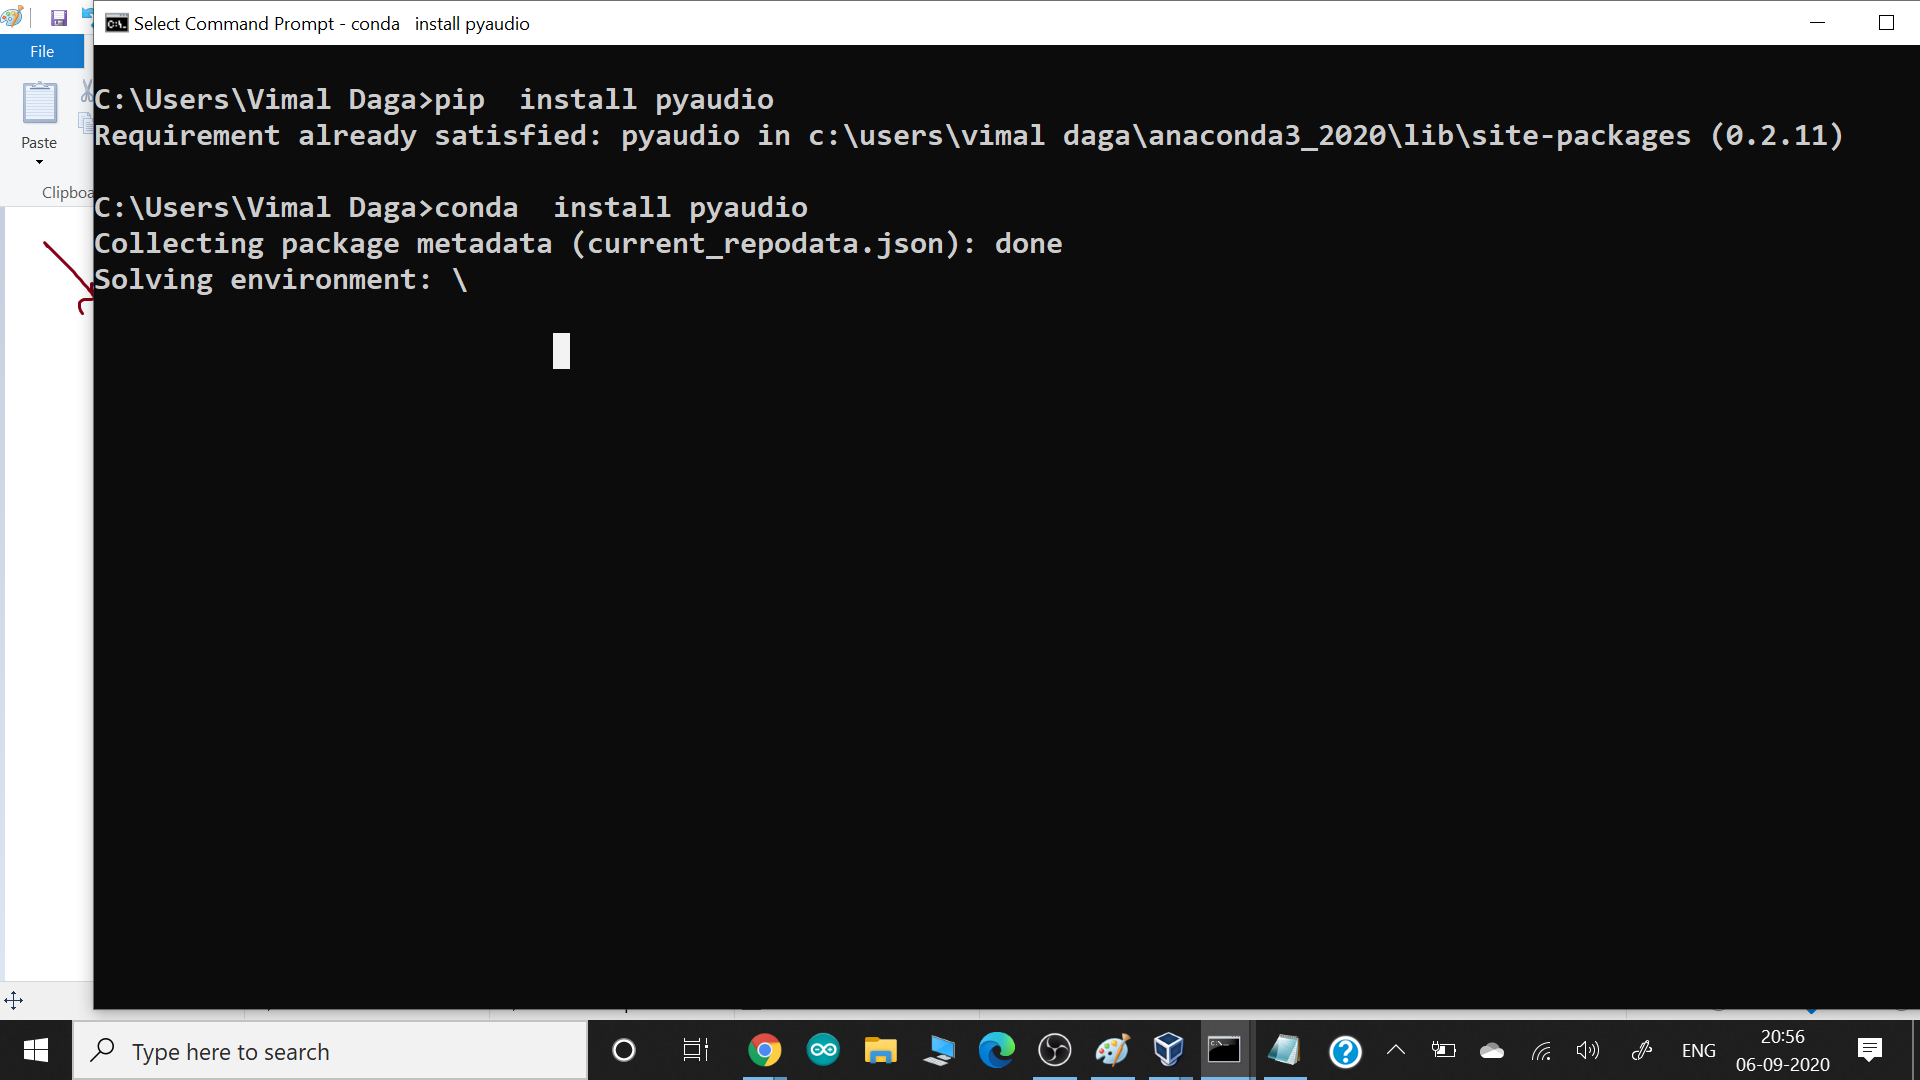 Select Command Prompt - conda  install pyaudio
File
Paste
Clipboa
C:\Users\Vimal Daga>pip  install pyaudio
Requirement already satisfied: pyaudio in c:\users\vimal daga\anaconda3_2020\lib\site-packages (0.2.11)
C:\Users\Vimal Daga>conda  install pyaudio
Collecting package metadata (current_repodata.json): done
Solving environment: \
Type here to search
ENG
20:56
06-09-2020